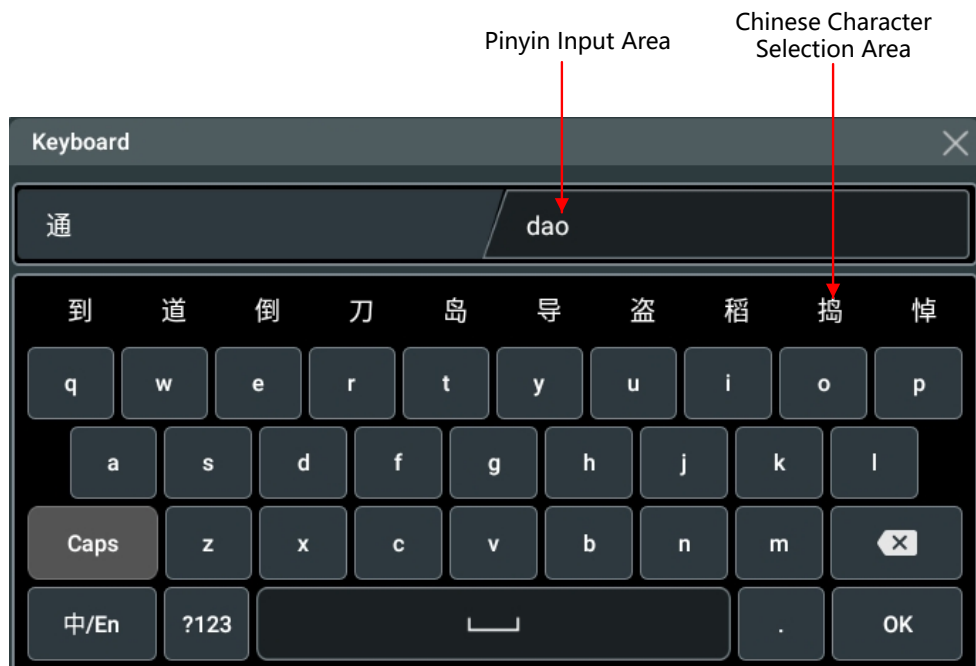 Pinyin Input Area
Chinese Character
Selection Area
Keyboard
通 dao
到 道 倒 刀 岛 导 盗 稻 捣 悼
q w e r t y u i o p
a s d f g h j k l
Caps z x c v b n m
中/En ?123 . OK